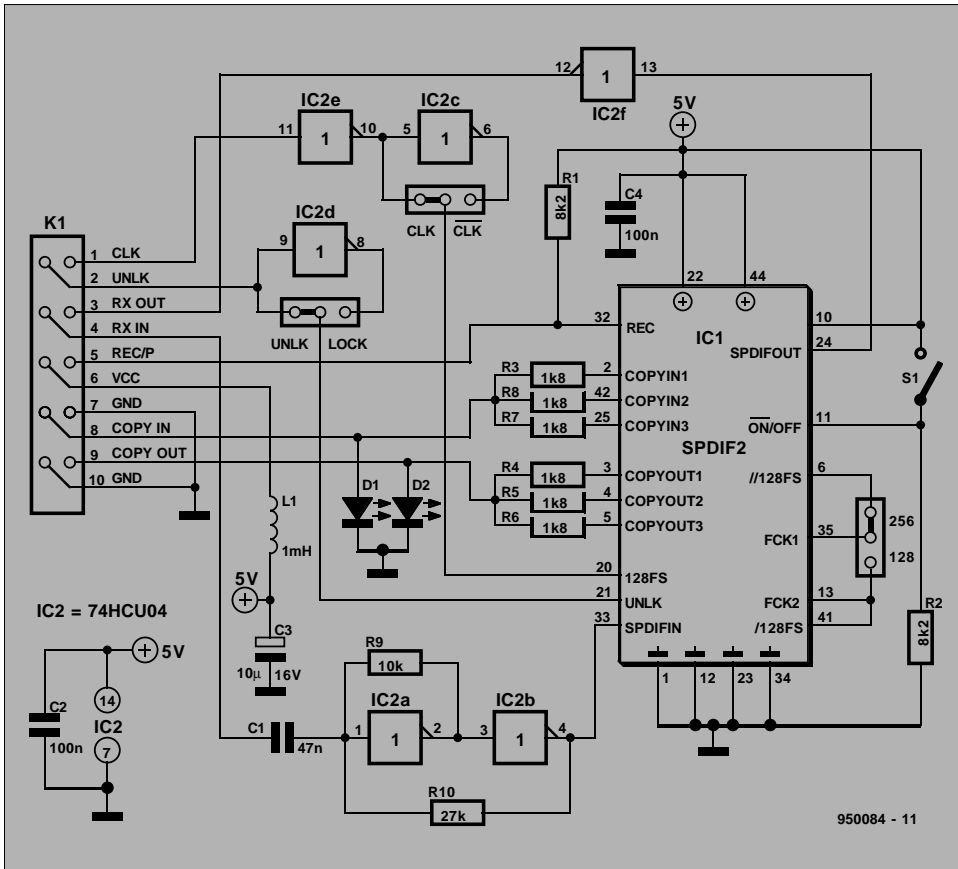 12
1
13
IC2f
IC2e
11
1
10
IC2c
5
1
6
5V
R1
8k2
C4
100n
K1
IC2d
9
1
8
CLK
CLK
1 CLK
2 UNLK
3 RX OUT
4 RX IN
5 REC/P
6 VCC
7 GND
8 COPY IN
9 COPY OUT
10 GND
UNLK
LOCK
22
44
32
REC
IC1
10
24
SPDIFOUT
S1
R3
1k8
2
COPYIN1
R8
1k8
42
COPYIN2
R7
1k8
25
COPYIN3
11
ON/OFF
SPDIF2
R4
1k8
3
COPYOUT1
R5
1k8
4
COPYOUT2
R6
1k8
5
COPYOUT3
6
//128FS
256
35
FCK1
128
D1
D2
L1
1mH
20
128FS
21
UNLK
13
FCK2
33
SPDIFIN
41
/128FS
R2
8k2
1
12
23
34
5V
C3
10µ
16V
IC2 = 74HCU04
5V
14
C2
100n
IC2
7
R9
10k
IC2a
1
1
2
IC2b
3
1
4
C1
47n
R10
27k
950084 - 11